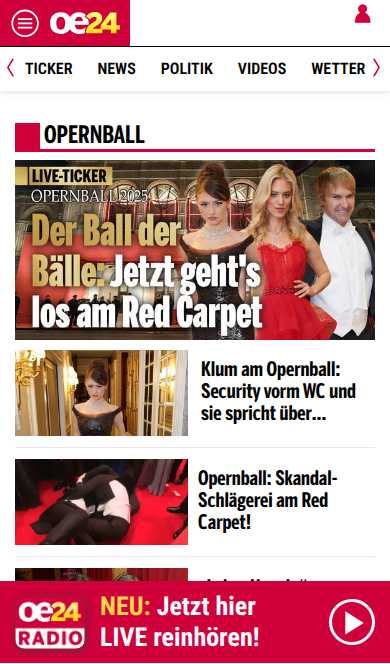 oe24
TICKER NEWS POLITIK VIDEOS WETTER
OPERNBALL
LIVE-TICKER
OPERNBALL 2025
Der Ball der
Bälle: Jetzt geht's
los am Red Carpet
Klum am Opernball:
Security vorm WC und
sie spricht über...
Opernball: Skandal-
Schlägerei am Red
Carpet!
oe24
RADIO
NEU: Jetzt hier
LIVE reinhören!